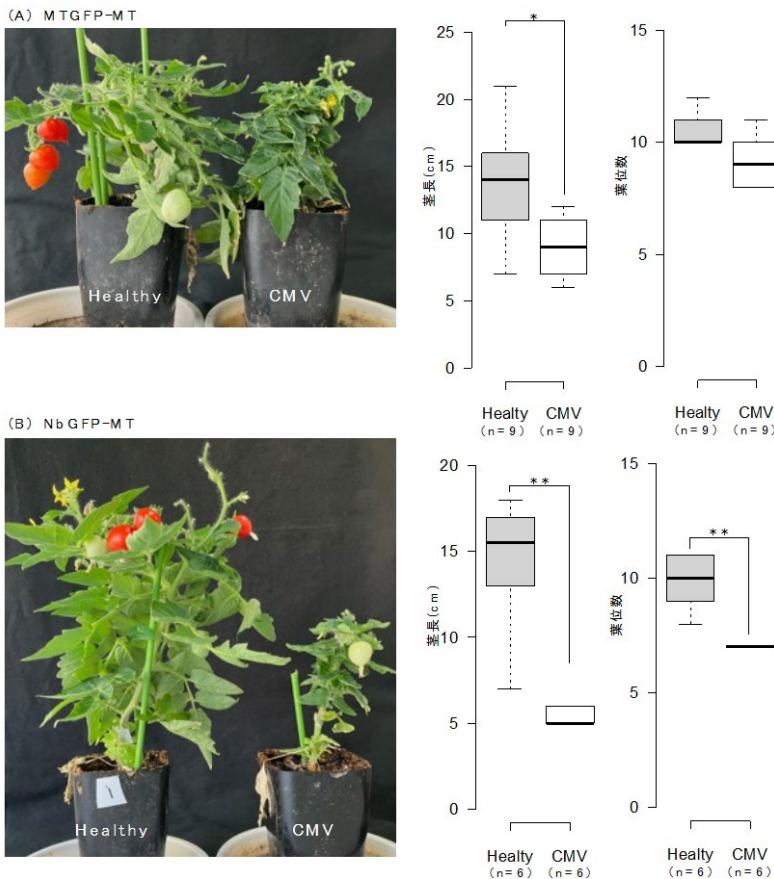 (A) MTGFP-MT
Healthy
CMV
茎長(cm)
25
20
15
10
5
0
*
Healty
(n=9)
CMV
(n=9)
葉位数
15
10
5
0
Healty
(n=9)
CMV
(n=9)
(B) NbGFP-MT
1
Healthy
CMV
茎長(cm)
20
15
10
5
0
**
Healty
(n=6)
CMV
(n=6)
葉位数
15
10
5
0
**
Healty
(n=6)
CMV
(n=6)